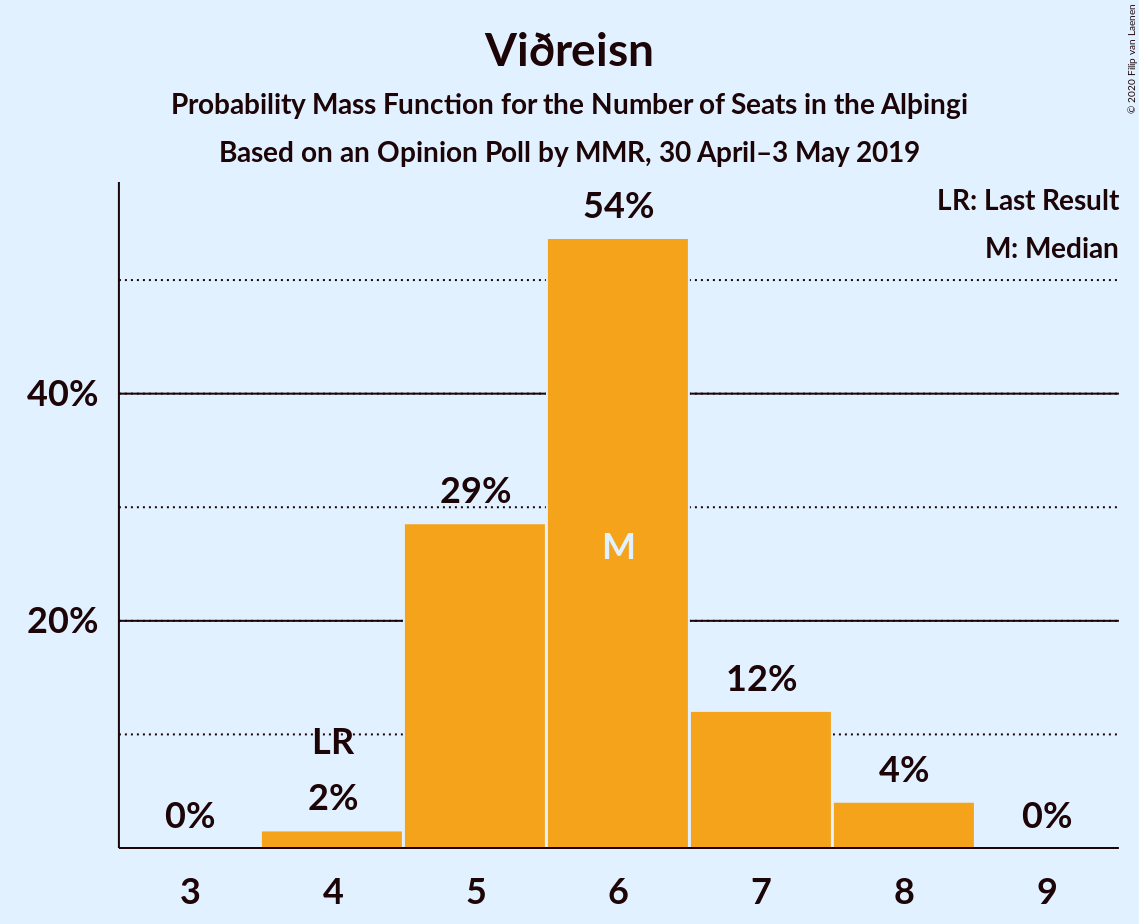 Viðreisn
Probability Mass Function for the Number of Seats in the Alþingi
Based on an Opinion Poll by MMR, 30 April–3 May 2019
© 2020 Filip van Laenen
LR: Last Result
M: Median
54%
40%
29%
M
20%
12%
LR
4%
2%
0%
0%
3 4 5 6 7 8 9